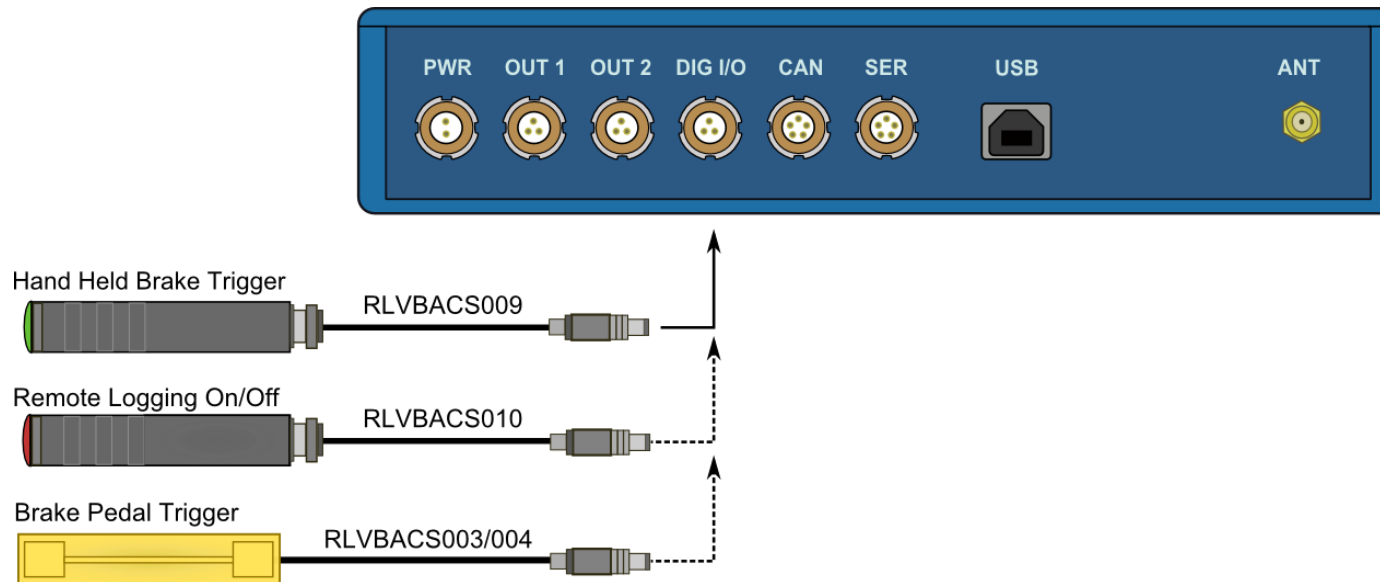 PWR OUT 1 OUT 2 DIG I/O CAN SER USB ANT
Hand Held Brake Trigger
RLVBACS009
Remote Logging On/Off
RLVBACS010
Brake Pedal Trigger
RLVBACS003/004